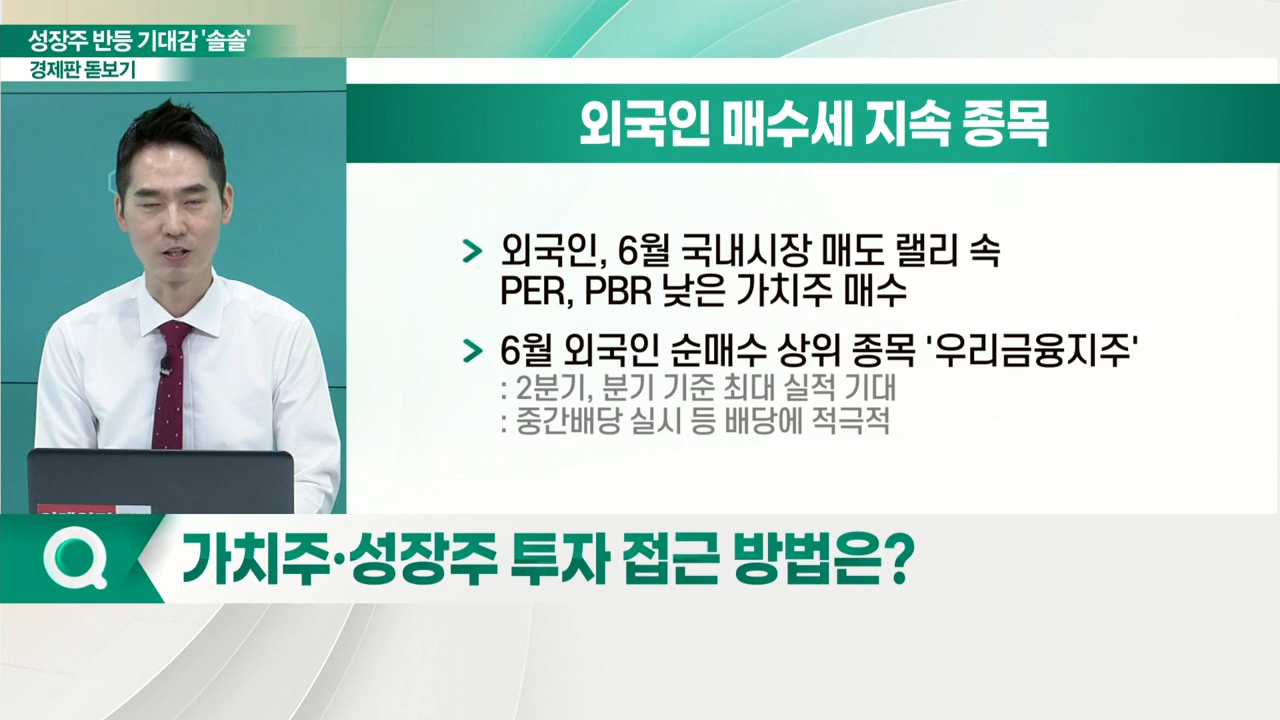 성장주 반등 기대감 '솔솔'
경제판 돋보기
외국인 매수세 지속 종목
> 외국인, 6월 국내시장 매도 랠리 속
PER, PBR 낮은 가치주 매수
> 6월 외국인 순매수 상위 종목 '우리금융지주'
: 2분기, 분기 기준 최대 실적 기대
: 중간배당 실시 등 배당에 적극적
Q 가치주·성장주 투자 접근 방법은?